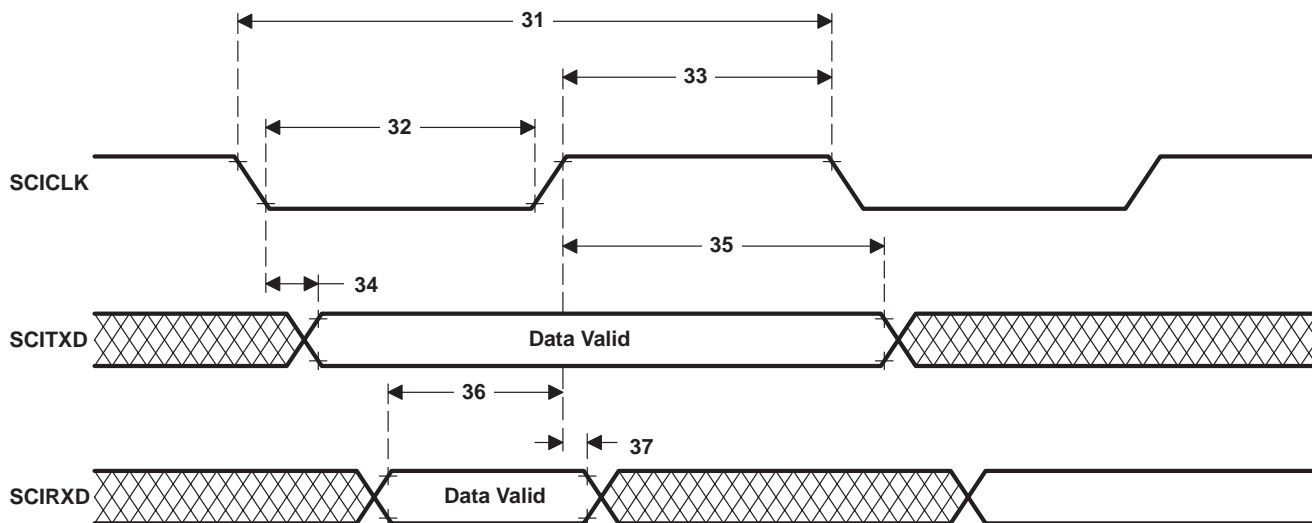 31
33
32
SCICLK
35
34
SCITXD
Data Valid
36
37
SCIRXD
Data Valid